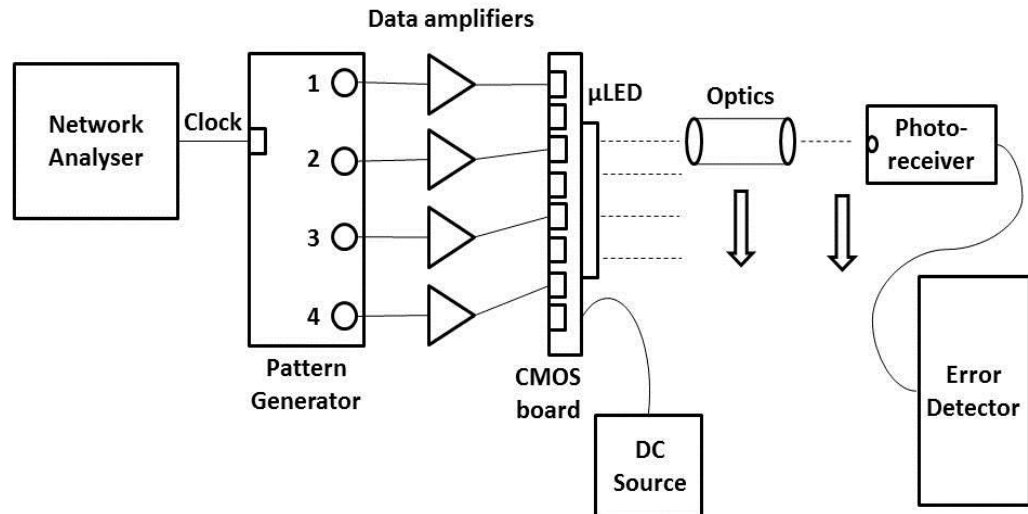 Data amplifiers
Network
Analyser
Clock
1
2
3
4
Pattern
Generator
µLED
CMOS
board
DC
Source
Optics
Photo-
receiver
Error
Detector